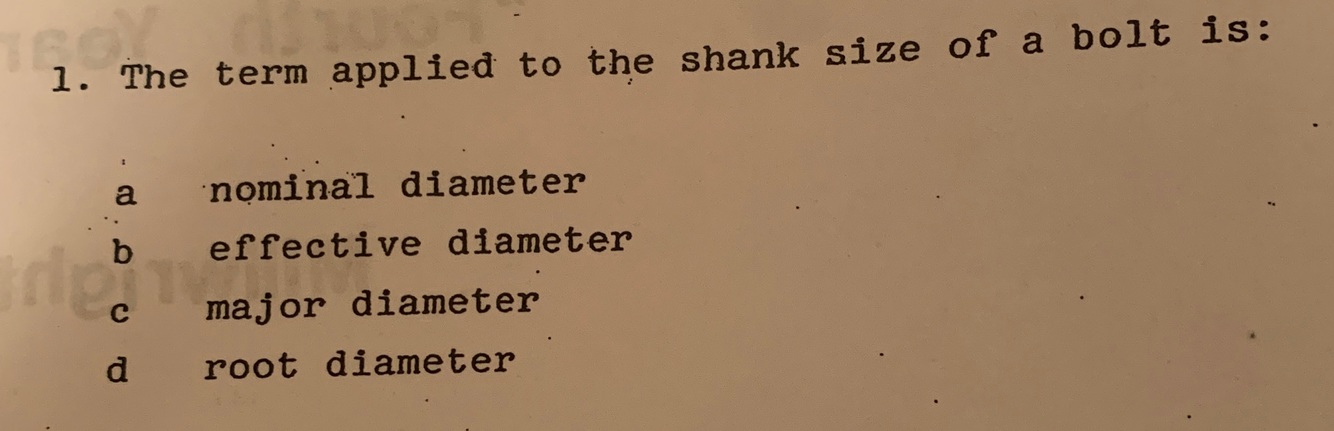 1. The term applied to the shank size of a bolt is:
a nominal diameter
b effective diameter
c major diameter
d root diameter